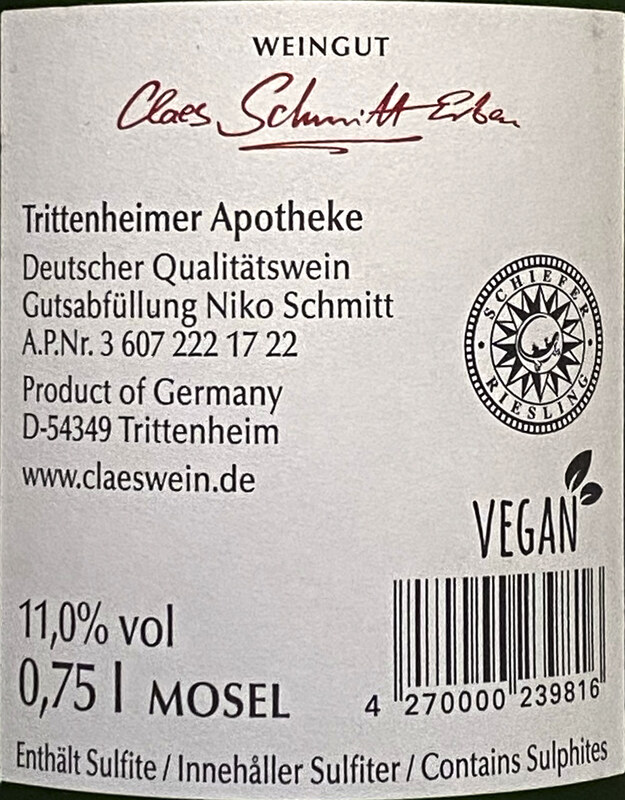 WEINGUT
Claes Schmitt Erben
Trittenheimer Apotheke
Deutscher Qualitätswein
Gutsabfüllung Niko Schmitt
A.P.Nr. 3 607 222 17 22
Product of Germany
D-54349 Trittenheim
www.claeswein.de
SCHIEFER • RIESLING •
VEGAN
11,0% vol
0,75 l MOSEL
4 270000 239816
Enthält Sulfite / Innehåller Sulfiter / Contains Sulphites